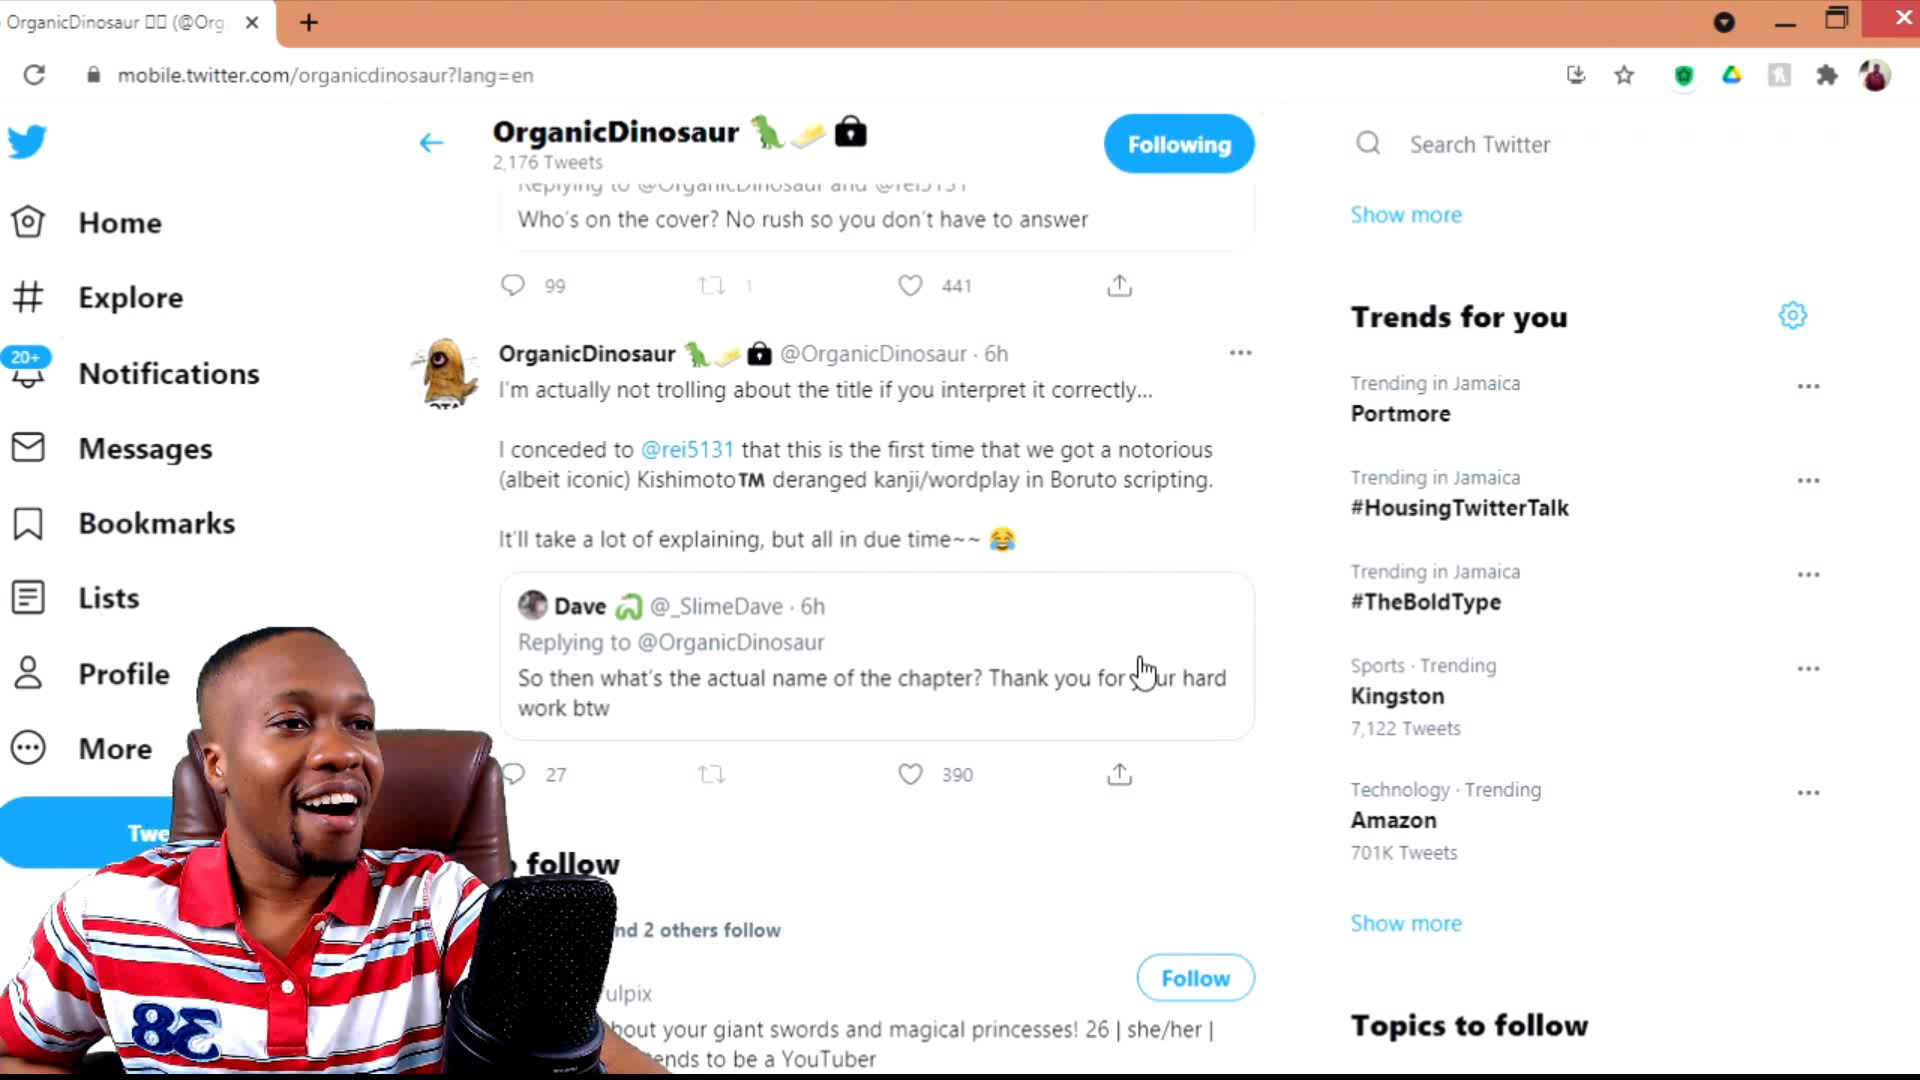 OrganicDinosaur (@Org
mobile.twitter.com/organicdinosaur?lang=en
OrganicDinosaur
2,176 Tweets
Following
Search Twitter
Home
Explore
20+
Notifications
Messages
Bookmarks
Lists
Profile
More
Twe
Replying to @OrganicDinosaur and @rei5131
Who's on the cover? No rush so you don't have to answer
99 1 441
OrganicDinosaur @OrganicDinosaur · 6h
I'm actually not trolling about the title if you interpret it correctly...
I conceded to @rei5131 that this is the first time that we got a notorious
(albeit iconic) Kishimoto™ deranged kanji/wordplay in Boruto scripting.
It'll take a lot of explaining, but all in due time~~
Dave @_SlimeDave · 6h
Replying to @OrganicDinosaur
So then what's the actual name of the chapter? Thank you for your hard
work btw
27 390
follow
nd 2 others follow
ulpix
Follow
bout your giant swords and magical princesses! 26 | she/her |
ends to be a YouTuber
Show more
Trends for you
Trending in Jamaica
Portmore
Trending in Jamaica
#HousingTwitterTalk
Trending in Jamaica
#TheBoldType
Sports · Trending
Kingston
7,122 Tweets
Technology · Trending
Amazon
701K Tweets
Show more
Topics to follow